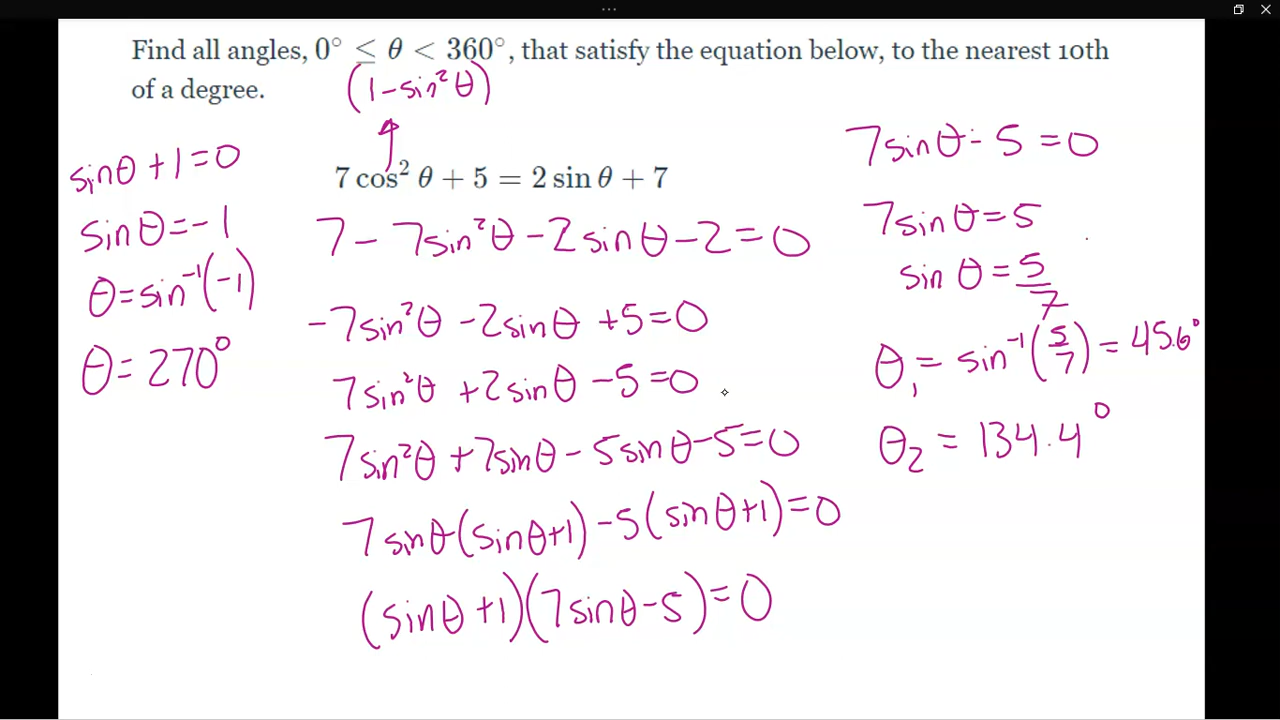 Find all angles, 0° ≤ θ < 360°, that satisfy the equation below, to the nearest 10th
of a degree.
(1-sin²θ)
7 cos² θ + 5 = 2 sin θ + 7
7 - 7sin²θ - 2sinθ - 2 = 0
-7sin²θ - 2sinθ + 5 = 0
7sin²θ + 2sinθ - 5 = 0
7sin²θ + 7sinθ - 5sinθ - 5 = 0
7sinθ(sinθ+1) - 5(sinθ+1) = 0
(sinθ+1)(7sinθ-5) = 0
sinθ + 1 = 0
sinθ = -1
θ = sin⁻¹(-1)
θ = 270°
7sinθ - 5 = 0
7sinθ = 5
sin θ = 5/7
θ₁ = sin⁻¹(5/7) = 45.6°
θ₂ = 134.4°